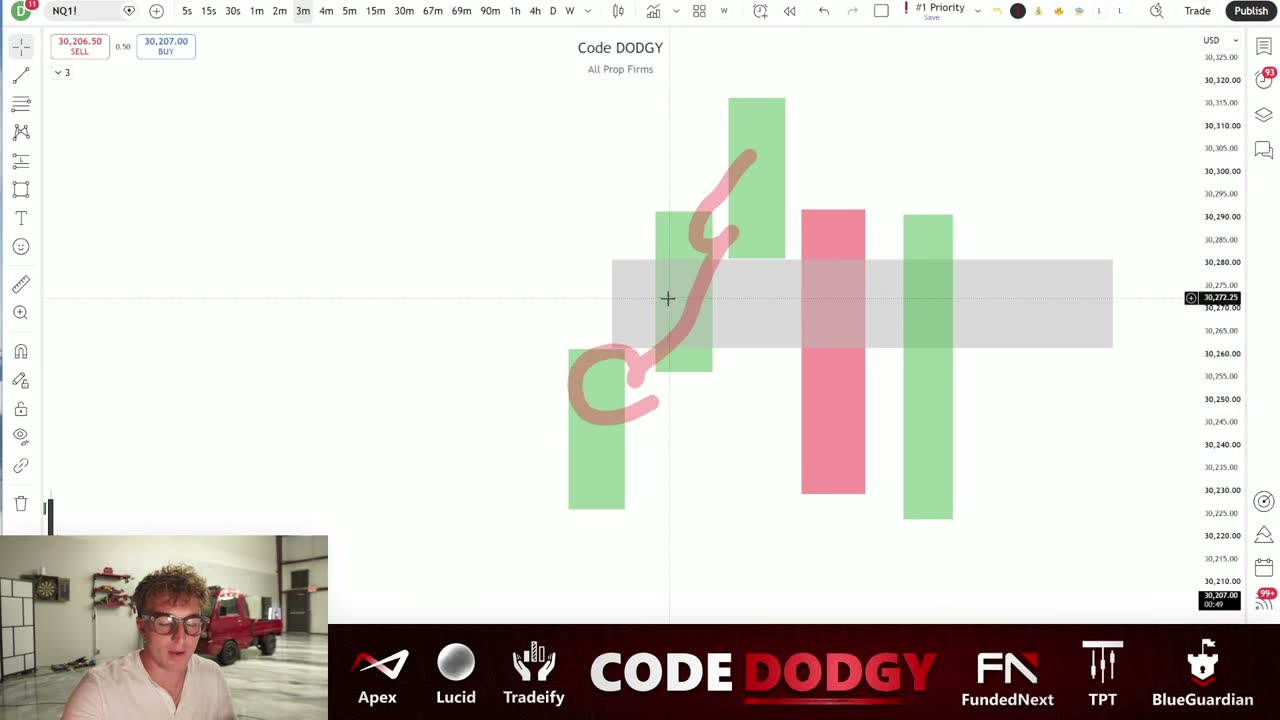 D 11 NQ1! 5s 15s 30s 1m 2m 3m 4m 5m 15m 30m 67m 69m 90m 1h 4h D W W #1 Priority Save L L Trade Publish
30,206.50 SELL 0.50 30,207.00 BUY
3
Code DODGY
All Prop Firms
USD
30,325.00
30,320.00
30,315.00
30,310.00
30,305.00
30,300.00
30,295.00
30,290.00
30,285.00
30,280.00
30,275.00
30,272.25
30,270.00
30,265.00
30,260.00
30,255.00
30,250.00
30,245.00
30,240.00
30,235.00
30,230.00
30,225.00
30,220.00
30,215.00
30,210.00
30,207.00
00:49
93
99+
T
Apex
Lucid
Tradeify
CODE DODGY
FN
FundedNext
TPT
BlueGuardian